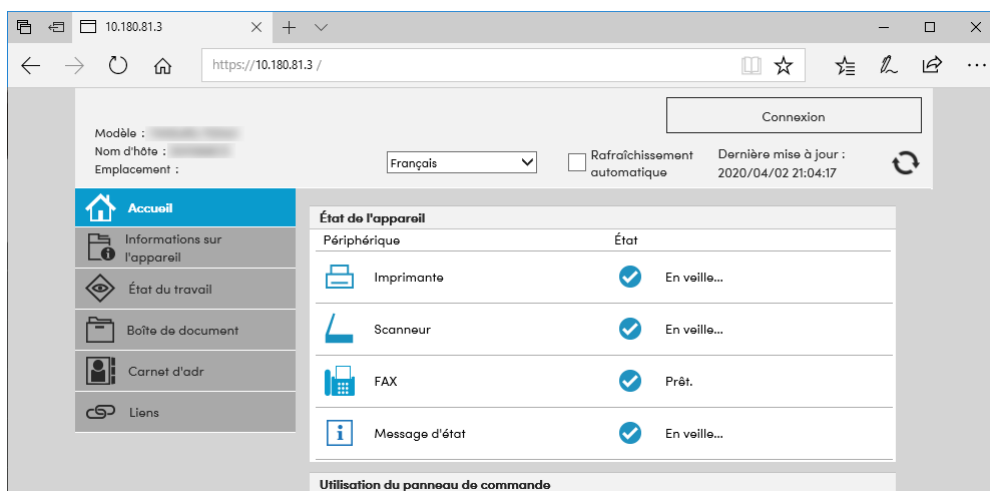 10.180.81.3
https://10.180.81.3 /
Connexion
Modèle :
Nom d'hôte :
Emplacement :
Français
Rafraîchissement
automatique
Dernière mise à jour :
2020/04/02 21:04:17
Accueil
Informations sur
l'appareil
État du travail
Boîte de document
Carnet d'adr
Liens
État de l'appareil
Périphérique État
Imprimante En veille...
Scanneur En veille...
FAX Prêt.
Message d'état En veille...
Utilisation du panneau de commande